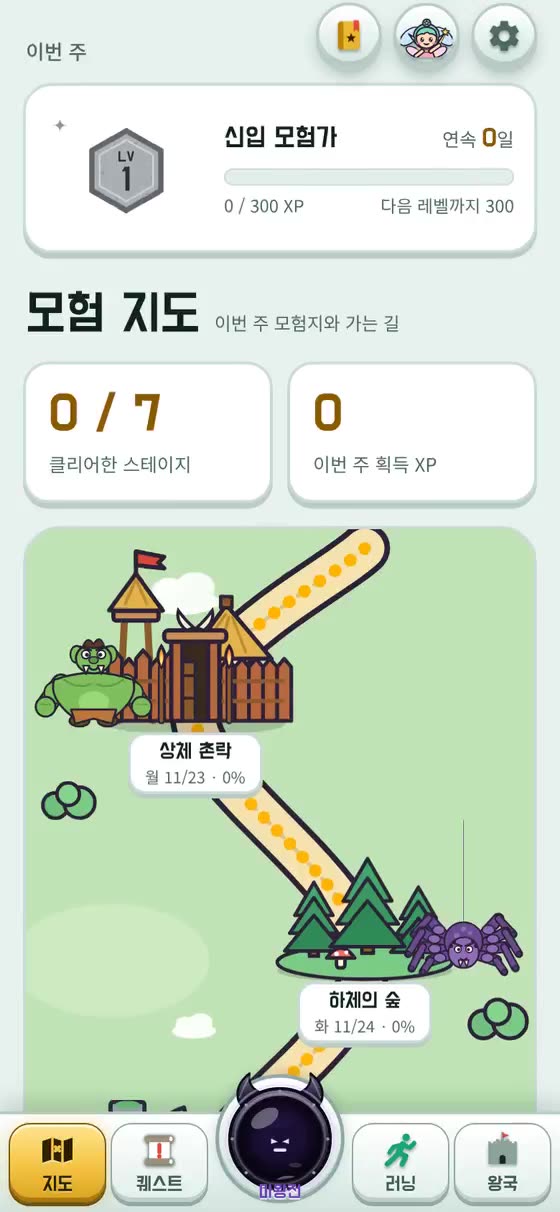 이번 주
LV
1
신입 모험가
연속 0일
0 / 300 XP
다음 레벨까지 300
모험 지도
이번 주 모험지와 가는 길
0 / 7
클리어한 스테이지
0
이번 주 획득 XP
상체 촌락
월 11/23 · 0%
하체의 숲
화 11/24 · 0%
지도
퀘스트
마왕전
러닝
왕국